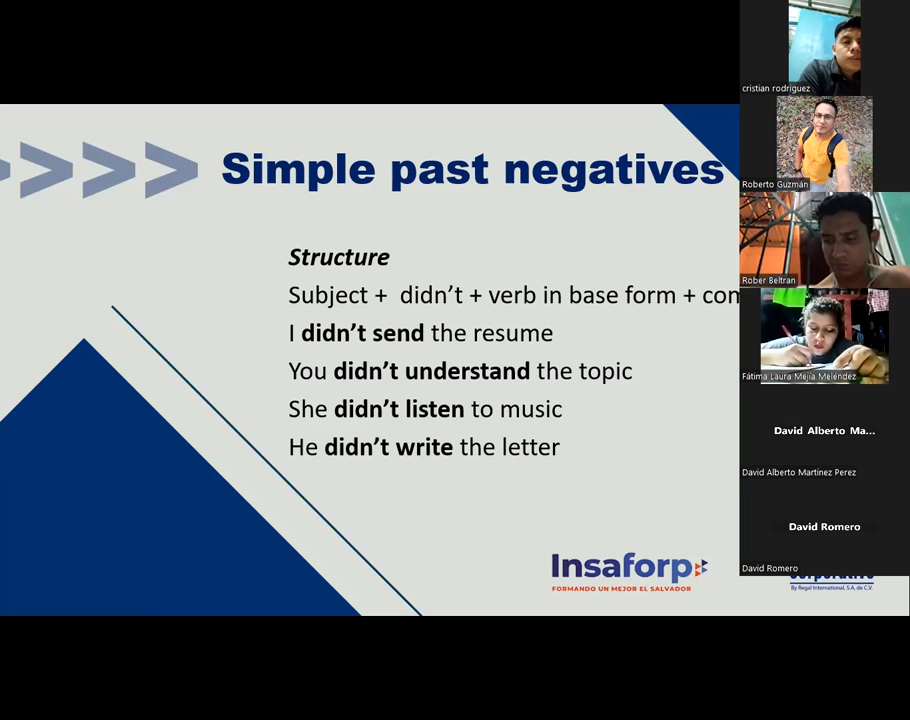 Simple past negatives
Structure
Subject + didn't + verb in base form + com
I didn't send the resume
You didn't understand the topic
She didn't listen to music
He didn't write the letter
Insaforp
FORMANDO UN MEJOR EL SALVADOR
By Regal International, S.A. de C.V.
cristian rodriguez
Roberto Guzmán
Rober Beltran
Fátima Laura Mejía Meléndez
David Alberto Ma...
David Alberto Martinez Perez
David Romero
David Romero